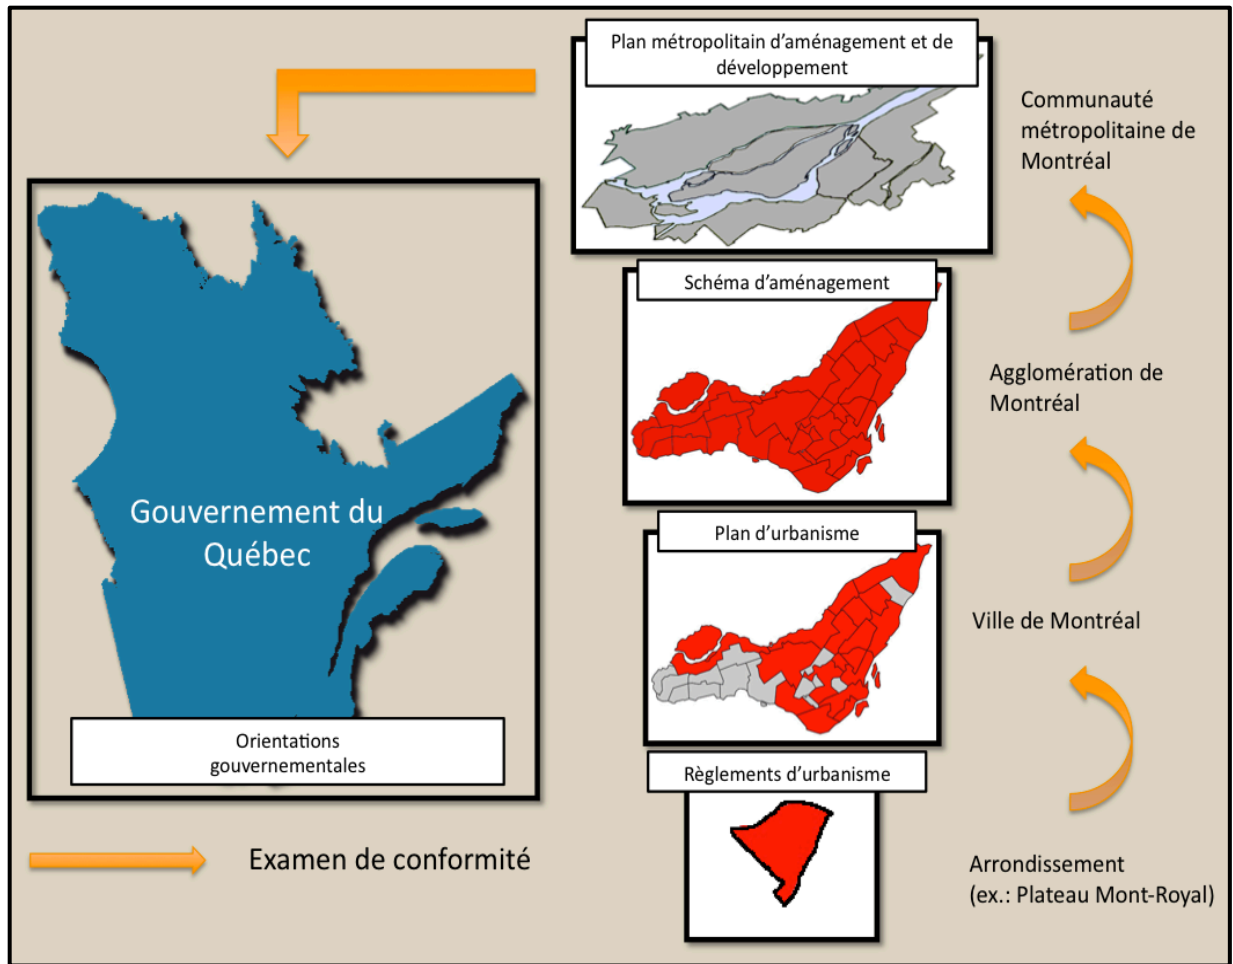 Plan métropolitain d’aménagement et de
développement
Communauté
métropolitaine de
Montréal
Schéma d’aménagement
Agglomération de
Montréal
Gouvernement du
Québec
Plan d’urbanisme
Ville de Montréal
Orientations
gouvernementales
Règlements d’urbanisme
Examen de conformité
Arrondissement
(ex.: Plateau Mont-Royal)